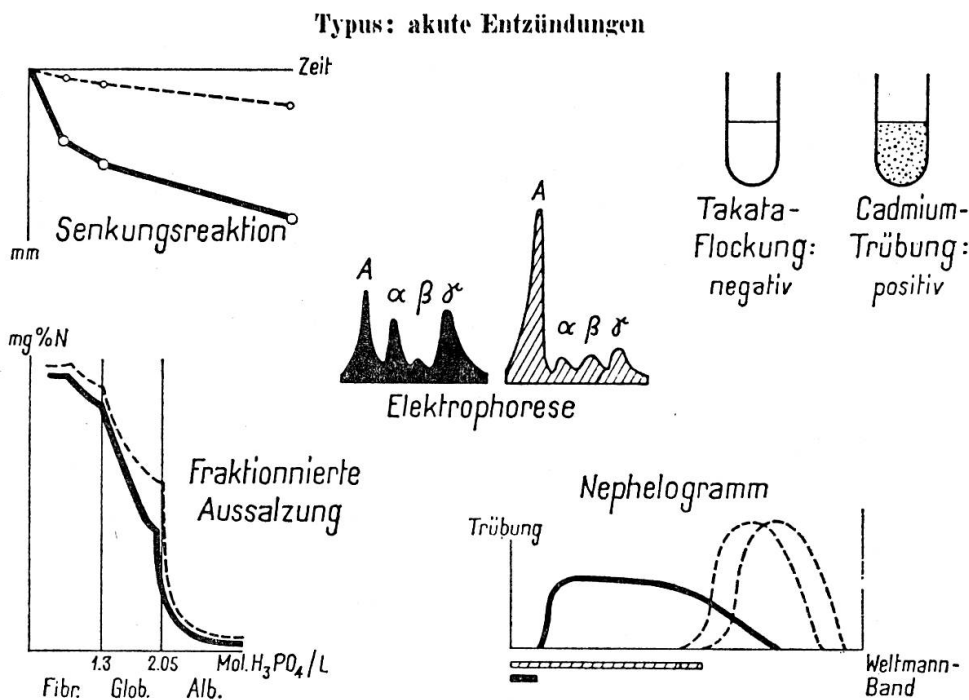 Typus: akute Entzündungen
Zeit
mm
Senkungsreaktion
Takata-
Flockung:
negativ
Cadmium-
Trübung:
positiv
A
α β γ
A
α β γ
Elektrophorese
mg%N
Fraktionnierte
Aussalzung
1.3 2.05 Mol.H₃PO₄/L
Fibr. Glob. Alb.
Nephelogramm
Trübung
Weltmann-
Band